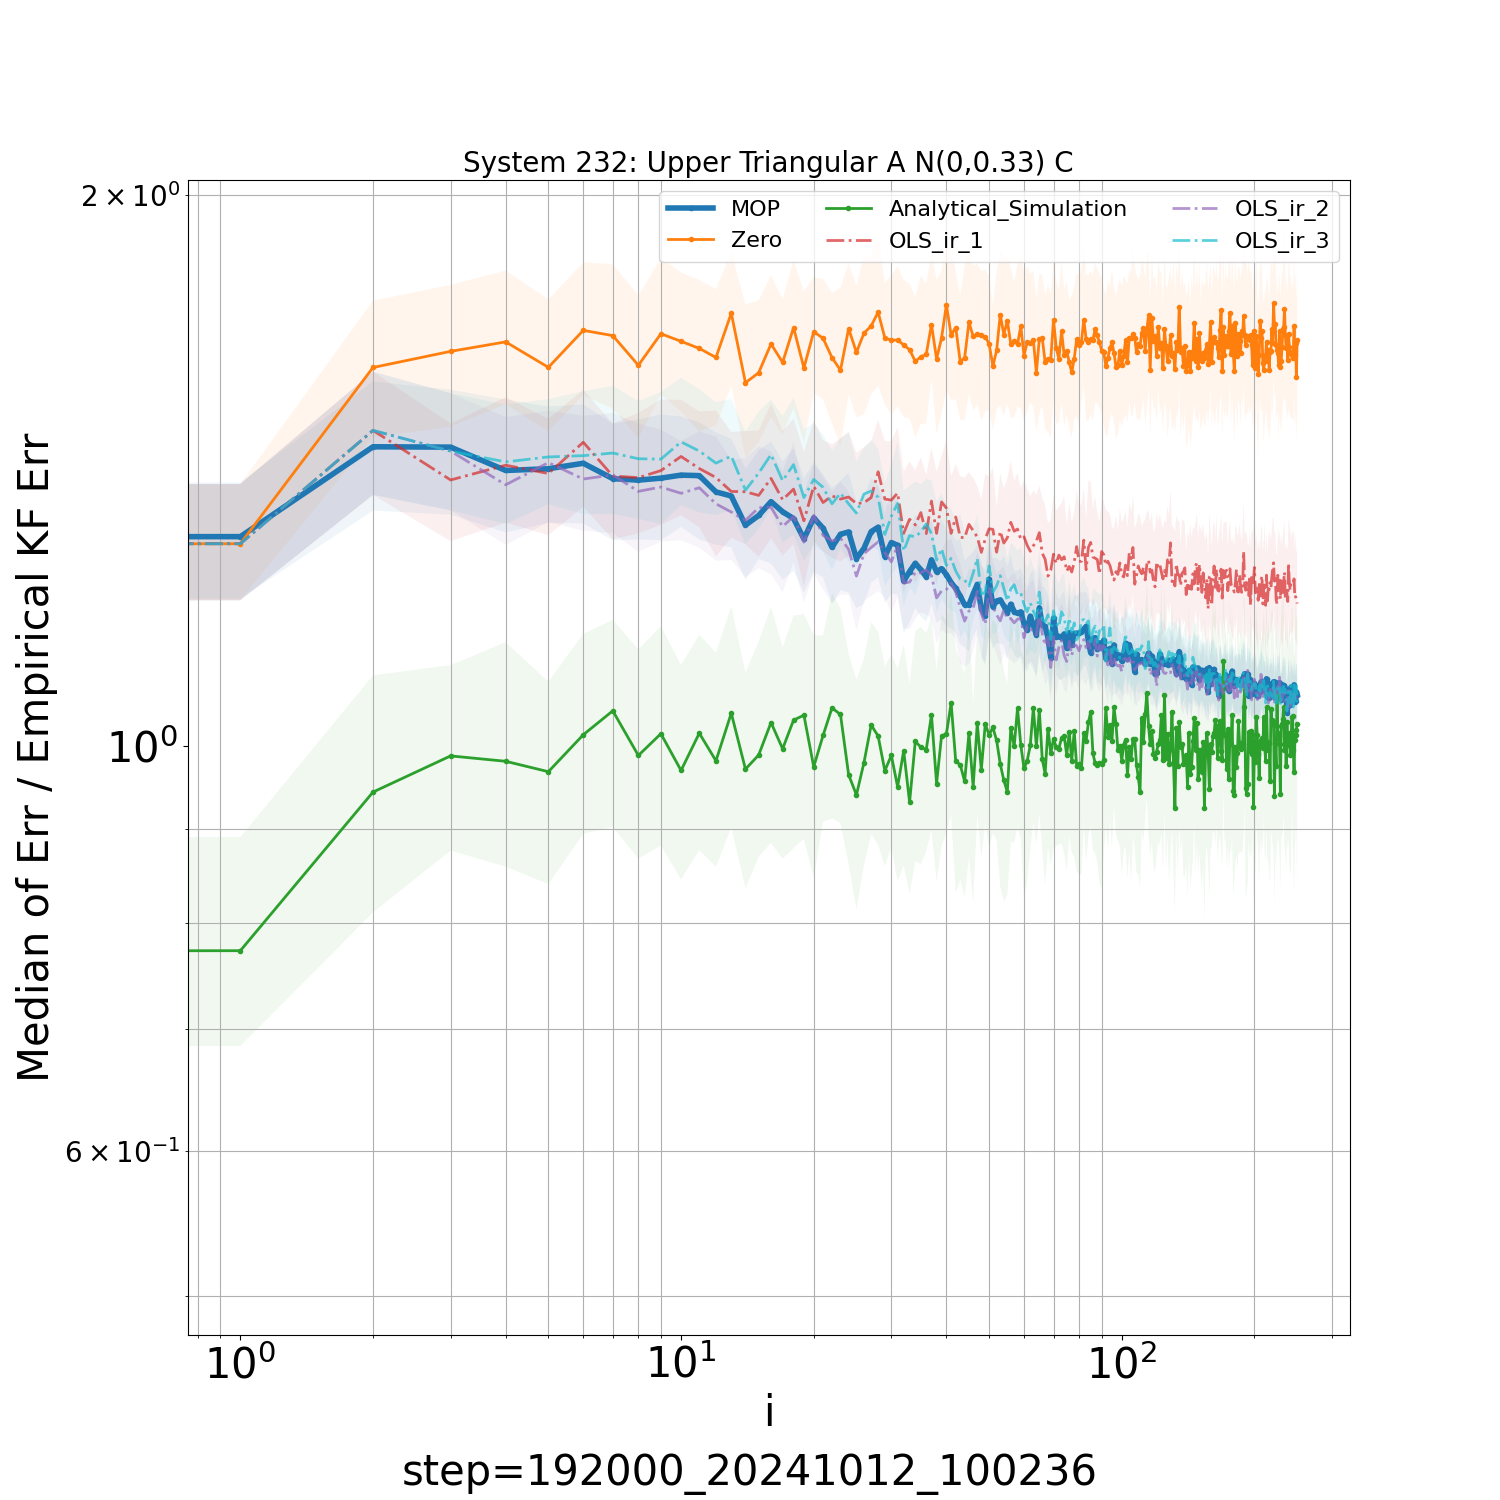 System 232: Upper Triangular A N(0,0.33) C
MOP
Zero
Analytical_Simulation
OLS_ir_1
OLS_ir_2
OLS_ir_3
Median of Err / Empirical KF Err
2 × 10⁰
10⁰
6 × 10⁻¹
10⁰
10¹
10²
i
step=192000_20241012_100236